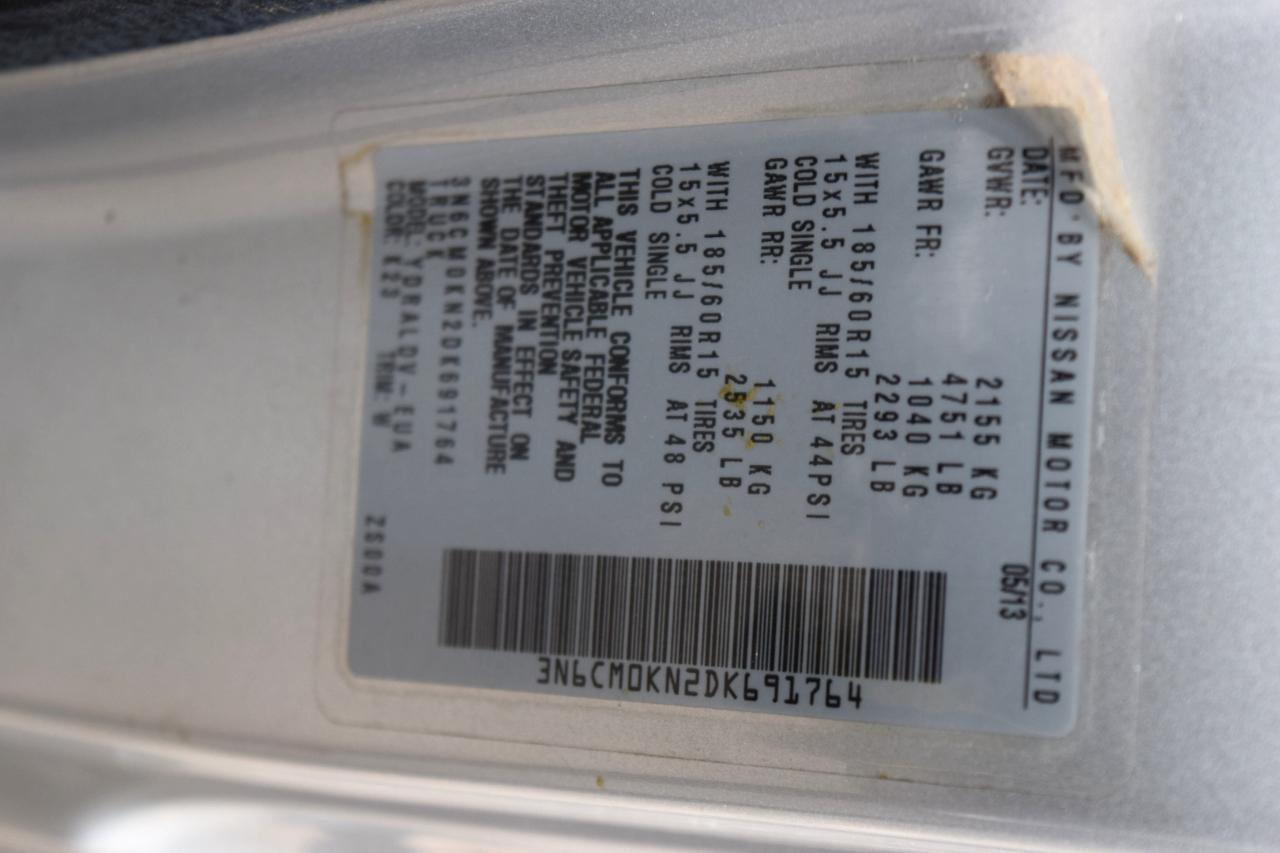 MFD. BY NISSAN MOTOR CO., LTD
DATE: 05/13
GVWR: 2155 KG
4751 LB
GAWR FR: 1040 KG
2293 LB
WITH 185/60R15 TIRES
15x5.5 JJ RIMS AT 44PSI
COLD SINGLE
GAWR RR: 1150 KG
2535 LB
WITH 185/60R15 TIRES
15x5.5 JJ RIMS AT 48 PSI
COLD SINGLE
THIS VEHICLE CONFORMS TO
ALL APPLICABLE FEDERAL
MOTOR VEHICLE SAFETY AND
THEFT PREVENTION
STANDARDS IN EFFECT ON
THE DATE OF MANUFACTURE
SHOWN ABOVE.
3N6CM0KN2DK691764
TRUCK
MODEL: YDRALDV-EUA
COLOR: K23 TRIM: W ZS00A
3N6CM0KN2DK691764